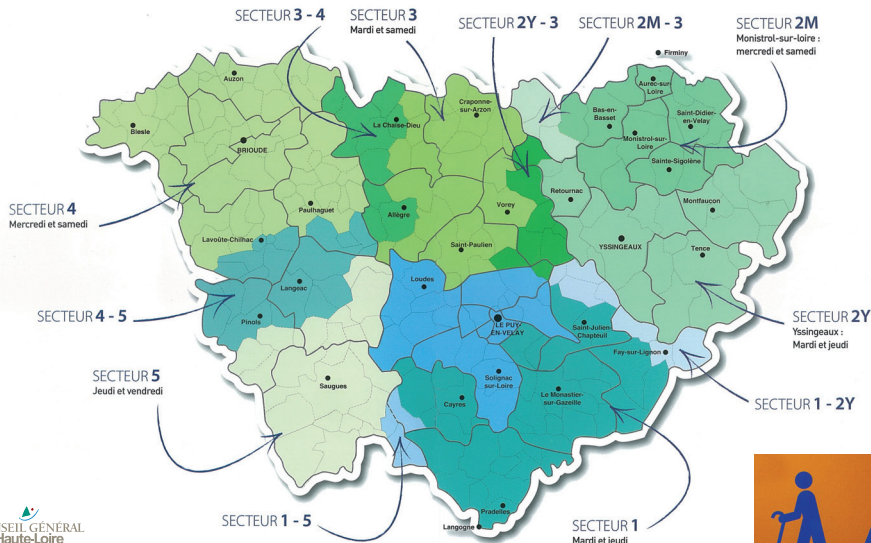 SECTEUR 3 - 4
SECTEUR 3
Mardi et samedi
SECTEUR 2Y - 3
SECTEUR 2M - 3
SECTEUR 2M
Monistrol-sur-loire :
mercredi et samedi
Firminy
Auzon
Aurec-sur-
Loire
Craponne-
sur-Arzon
La Chaise-Dieu
Bas-en-
Basset
Saint-Didier-
en-Velay
Blesle
BRIOUDE
Monistrol-sur-
Loire
Sainte-Sigolène
Retournac
Montfaucon
SECTEUR 4
Mercredi et samedi
Paulhaguet
Allègre
Vorey
Lavoûte-Chilhac
Saint-Paulien
YSSINGEAUX
Tence
Langeac
Loudes
SECTEUR 4 - 5
Pinols
LE PUY-
EN-VELAY
Saint-Julien-
Chapteuil
SECTEUR 2Y
Yssingeaux :
Mardi et jeudi
Fay-sur-Lignon
SECTEUR 5
Jeudi et vendredi
Saugues
Solignac
sur-Loire
Cayres
Le Monastier-
sur-Gazeille
SECTEUR 1 - 2Y
Pradelles
Langogne
SECTEUR 1 - 5
SECTEUR 1
Mardi et jeudi
SEIL GÉNÉRAL
Haute-Loire